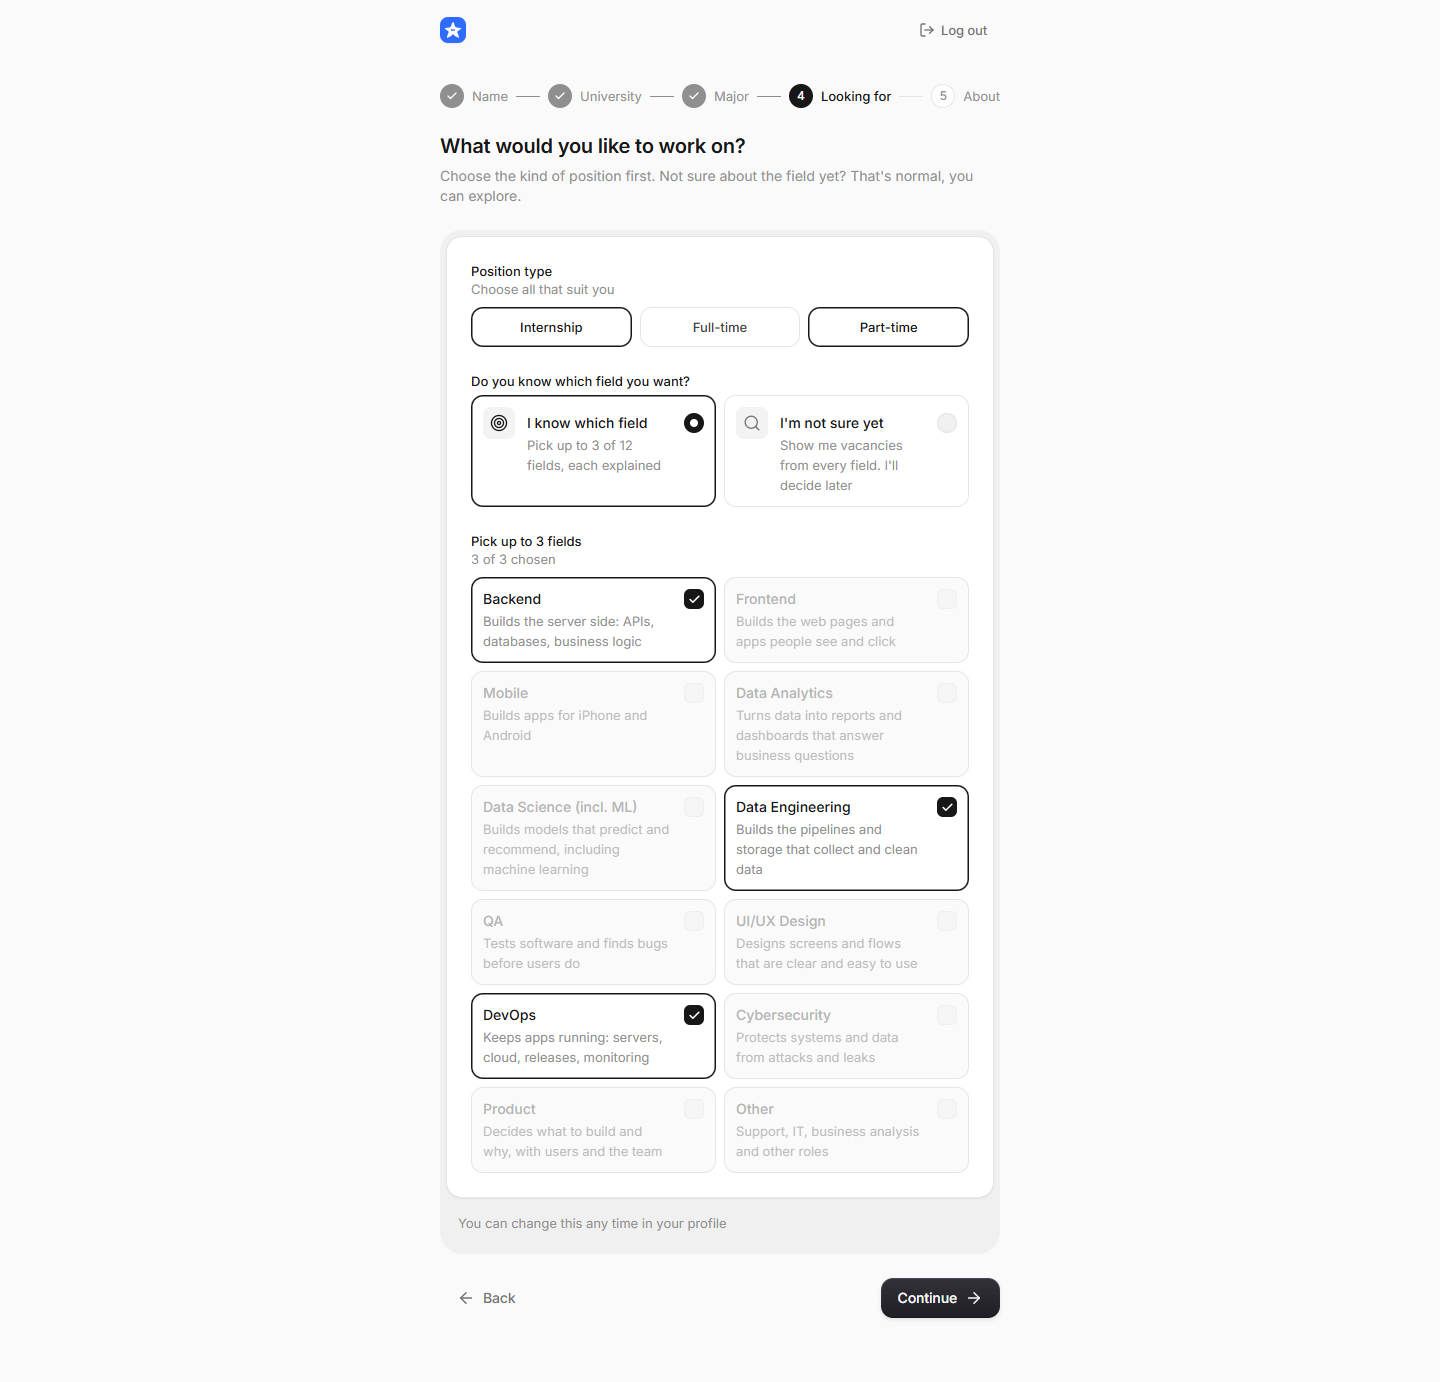 Log out
Name
University
Major
4
Looking for
5
About
What would you like to work on?
Choose the kind of position first. Not sure about the field yet? That's normal, you
can explore.
Position type
Choose all that suit you
Internship
Full-time
Part-time
Do you know which field you want?
I know which field
Pick up to 3 of 12
fields, each explained
I'm not sure yet
Show me vacancies
from every field. I'll
decide later
Pick up to 3 fields
3 of 3 chosen
Backend
Builds the server side: APIs,
databases, business logic
Frontend
Builds the web pages and
apps people see and click
Mobile
Builds apps for iPhone and
Android
Data Analytics
Turns data into reports and
dashboards that answer
business questions
Data Science (incl. ML)
Builds models that predict and
recommend, including
machine learning
Data Engineering
Builds the pipelines and
storage that collect and clean
data
QA
Tests software and finds bugs
before users do
UI/UX Design
Designs screens and flows
that are clear and easy to use
DevOps
Keeps apps running: servers,
cloud, releases, monitoring
Cybersecurity
Protects systems and data
from attacks and leaks
Product
Decides what to build and
why, with users and the team
Other
Support, IT, business analysis
and other roles
You can change this any time in your profile
Back
Continue